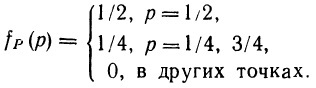 f_P (p) = { 1/2, p = 1/2,
1/4, p = 1/4, 3/4,
0, в других точках.